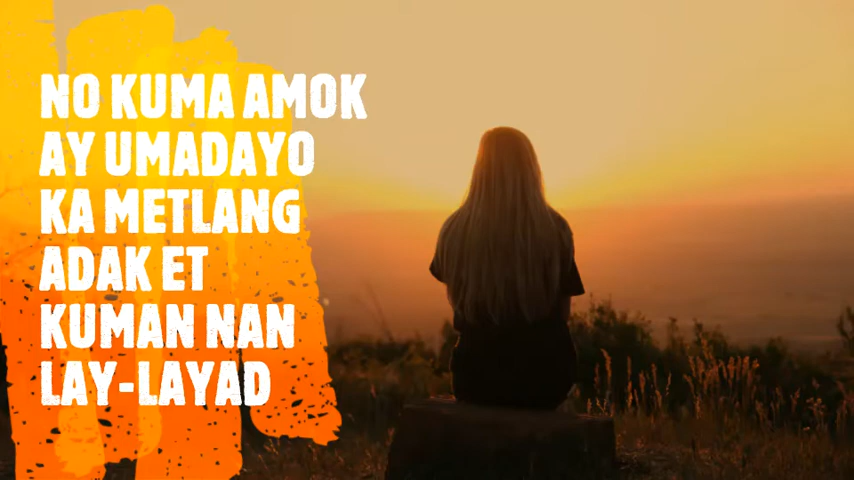 NO KUMA AMOK
AY UMADAYO
KA METLANG
ADAK ET
KUMAN NAN
LAY-LAYAD